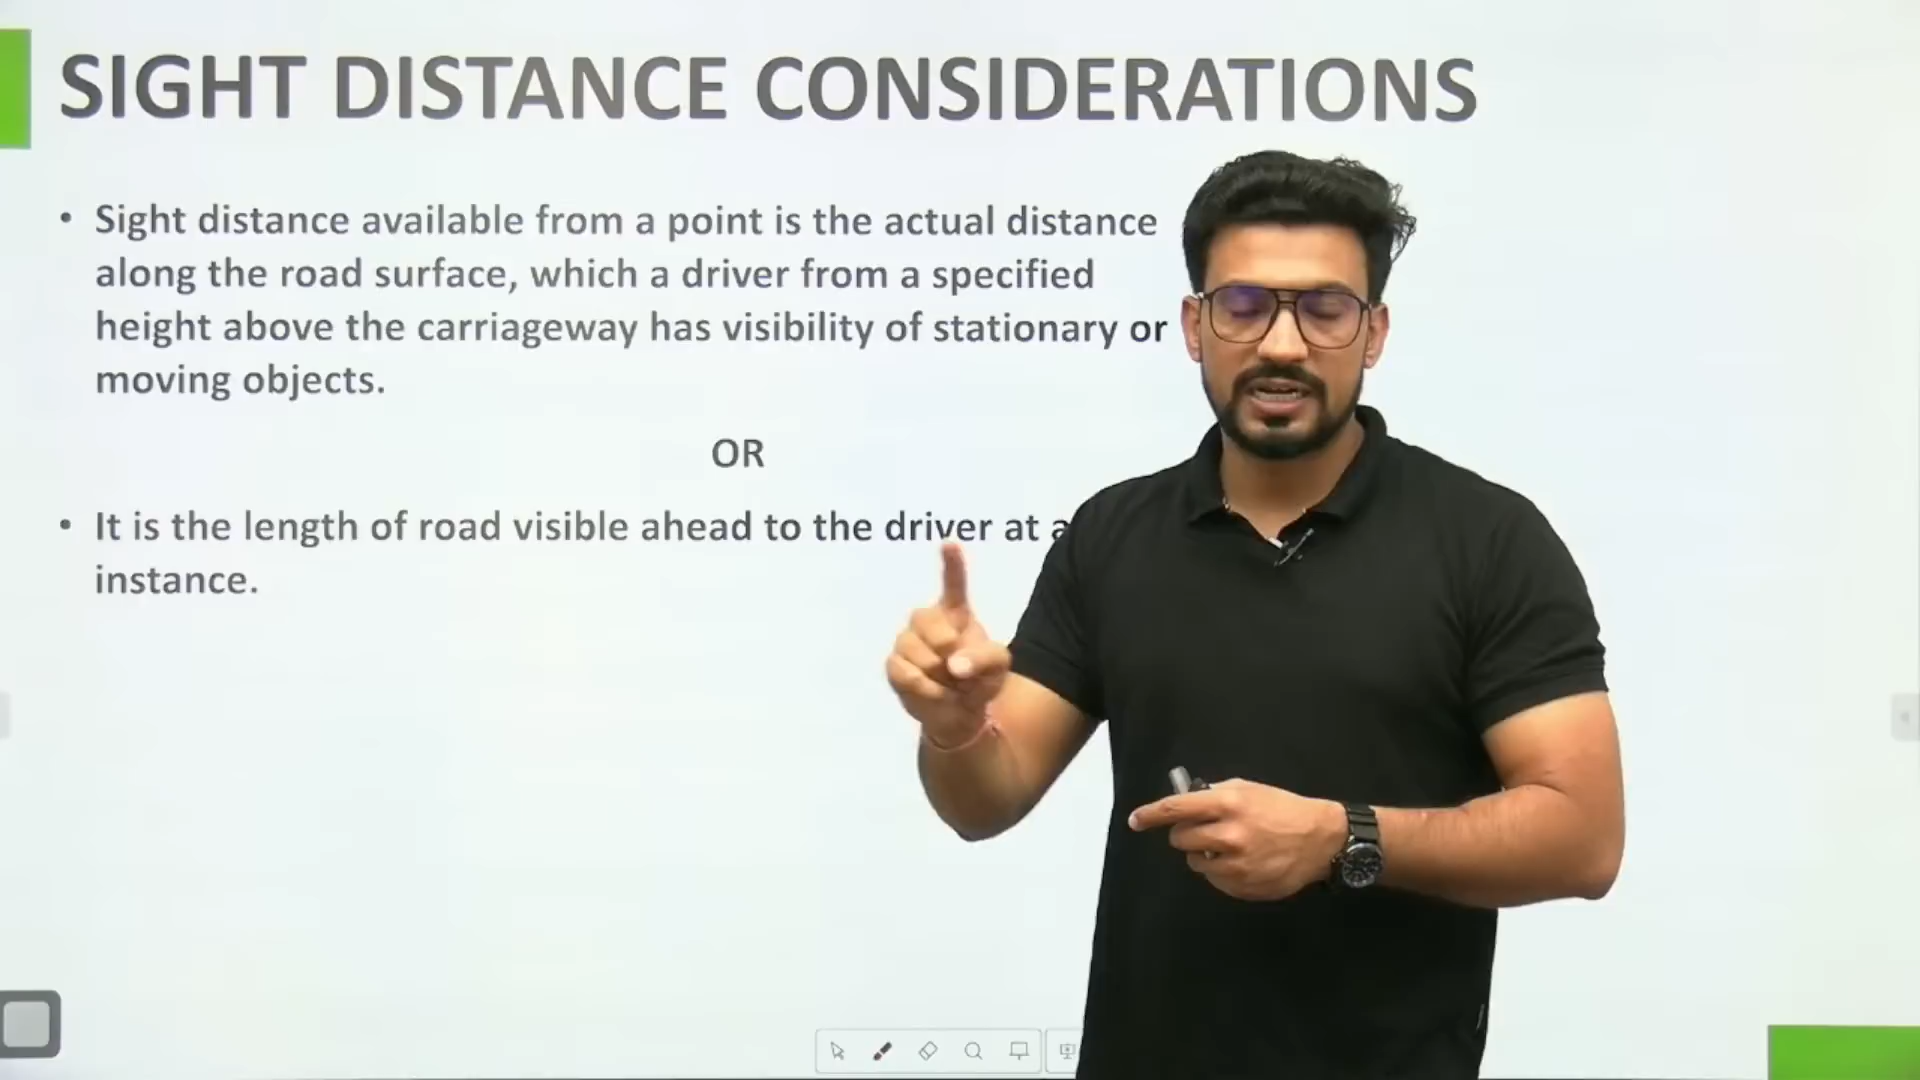 SIGHT DISTANCE CONSIDERATIONS
• Sight distance available from a point is the actual distance
along the road surface, which a driver from a specified
height above the carriageway has visibility of stationary or
moving objects.
OR
• It is the length of road visible ahead to the driver at
instance.